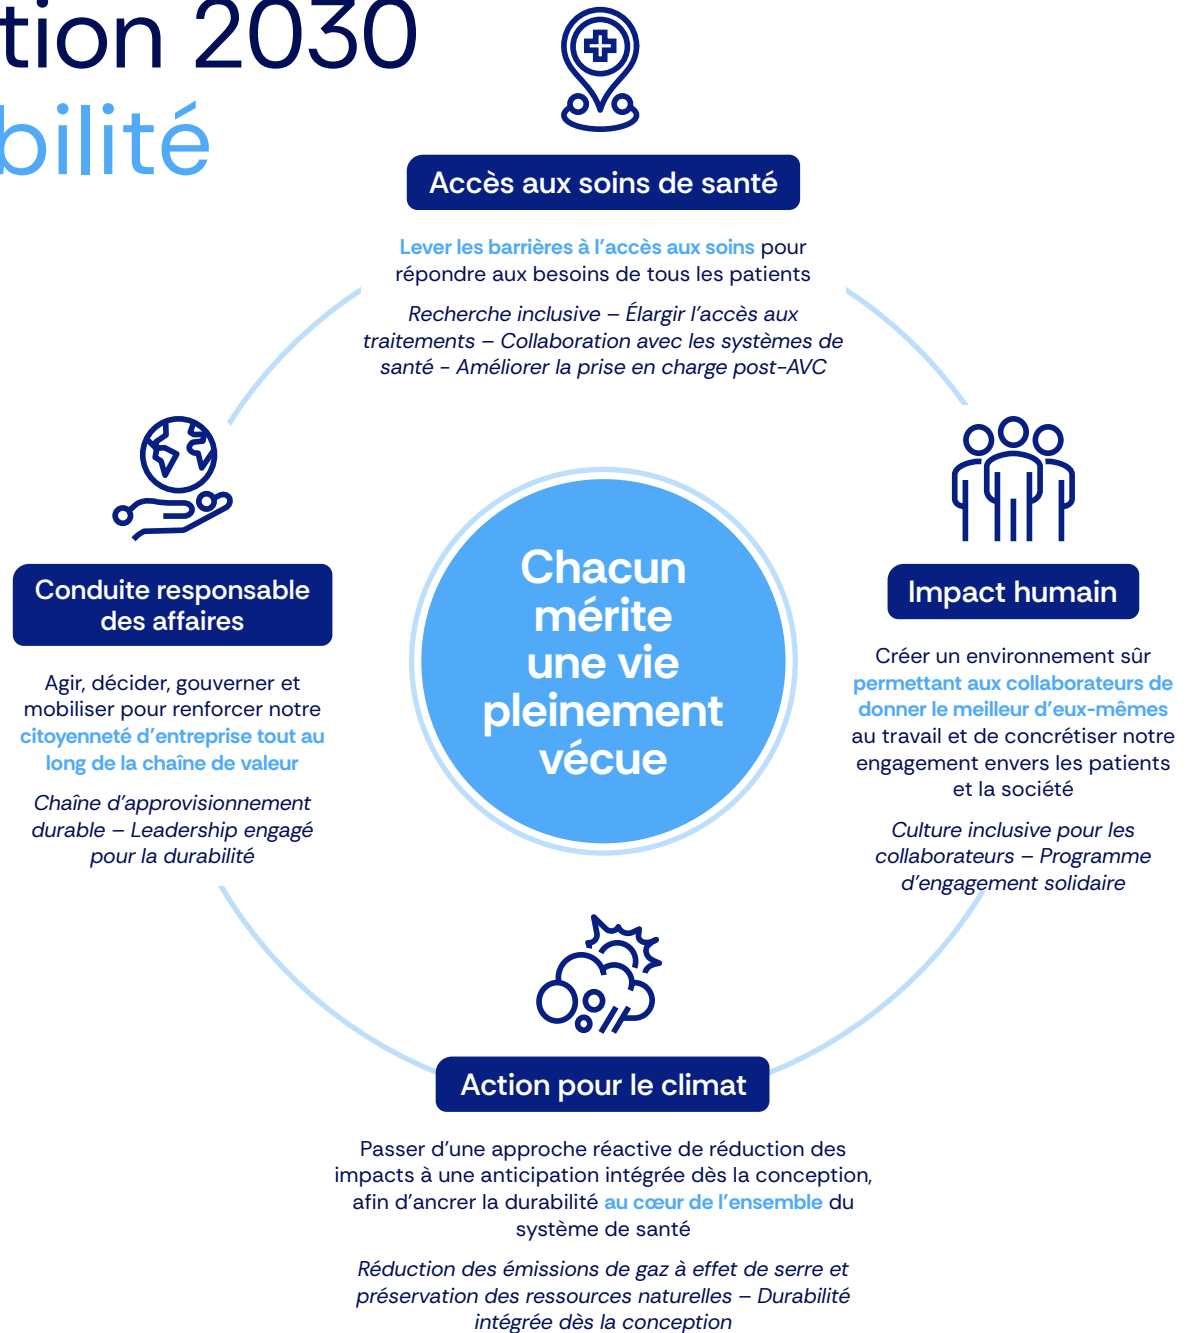 tion 2030
bilité
Accès aux soins de santé
Lever les barrières à l’accès aux soins pour
répondre aux besoins de tous les patients
Recherche inclusive – Élargir l’accès aux
traitements – Collaboration avec les systèmes de
santé - Améliorer la prise en charge post-AVC
Conduite responsable
des affaires
Agir, décider, gouverner et
mobiliser pour renforcer notre
citoyenneté d’entreprise tout au
long de la chaîne de valeur
Chaîne d’approvisionnement
durable – Leadership engagé
pour la durabilité
Chacun
mérite
une vie
pleinement
vécue
Impact humain
Créer un environnement sûr
permettant aux collaborateurs de
donner le meilleur d’eux-mêmes
au travail et de concrétiser notre
engagement envers les patients
et la société
Culture inclusive pour les
collaborateurs – Programme
d’engagement solidaire
Action pour le climat
Passer d’une approche réactive de réduction des
impacts à une anticipation intégrée dès la conception,
afin d’ancrer la durabilité au cœur de l’ensemble du
système de santé
Réduction des émissions de gaz à effet de serre et
préservation des ressources naturelles – Durabilité
intégrée dès la conception